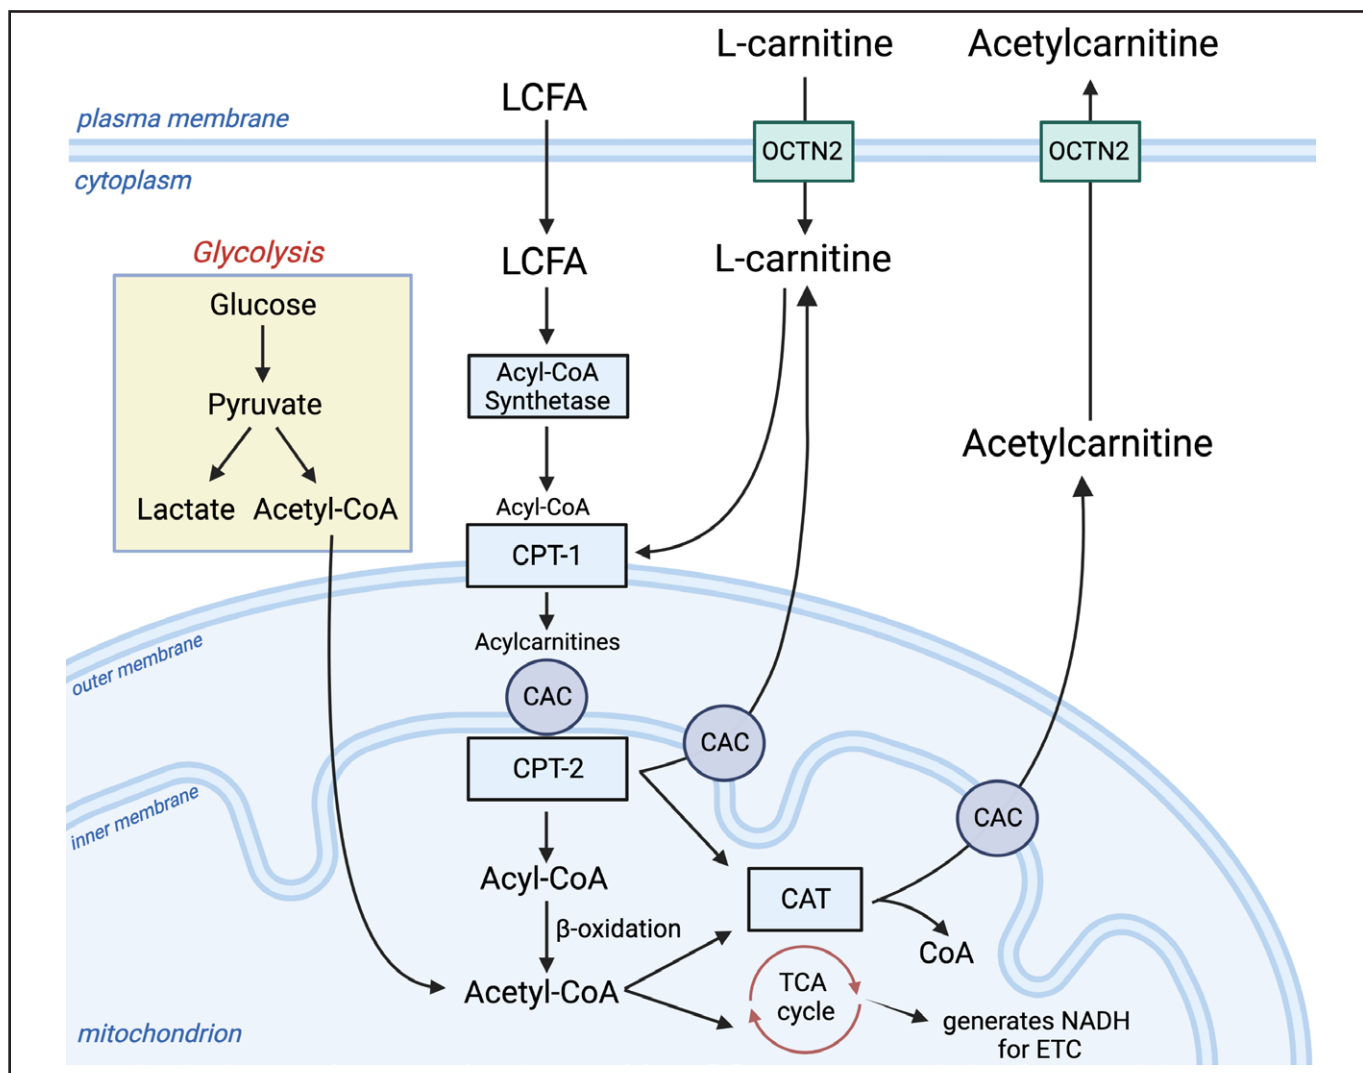 L-carnitine
Acetylcarnitine
LCFA
plasma membrane
OCTN2
OCTN2
cytoplasm
Glycolysis
LCFA
L-carnitine
Glucose
Acyl-CoA
Synthetase
Pyruvate
Acetylcarnitine
Lactate
Acetyl-CoA
Acyl-CoA
CPT-1
Acylcarnitines
outer membrane
CAC
CAC
CPT-2
inner membrane
CAC
Acyl-CoA
CAT
β-oxidation
CoA
Acetyl-CoA
TCA
cycle
generates NADH
for ETC
mitochondrion